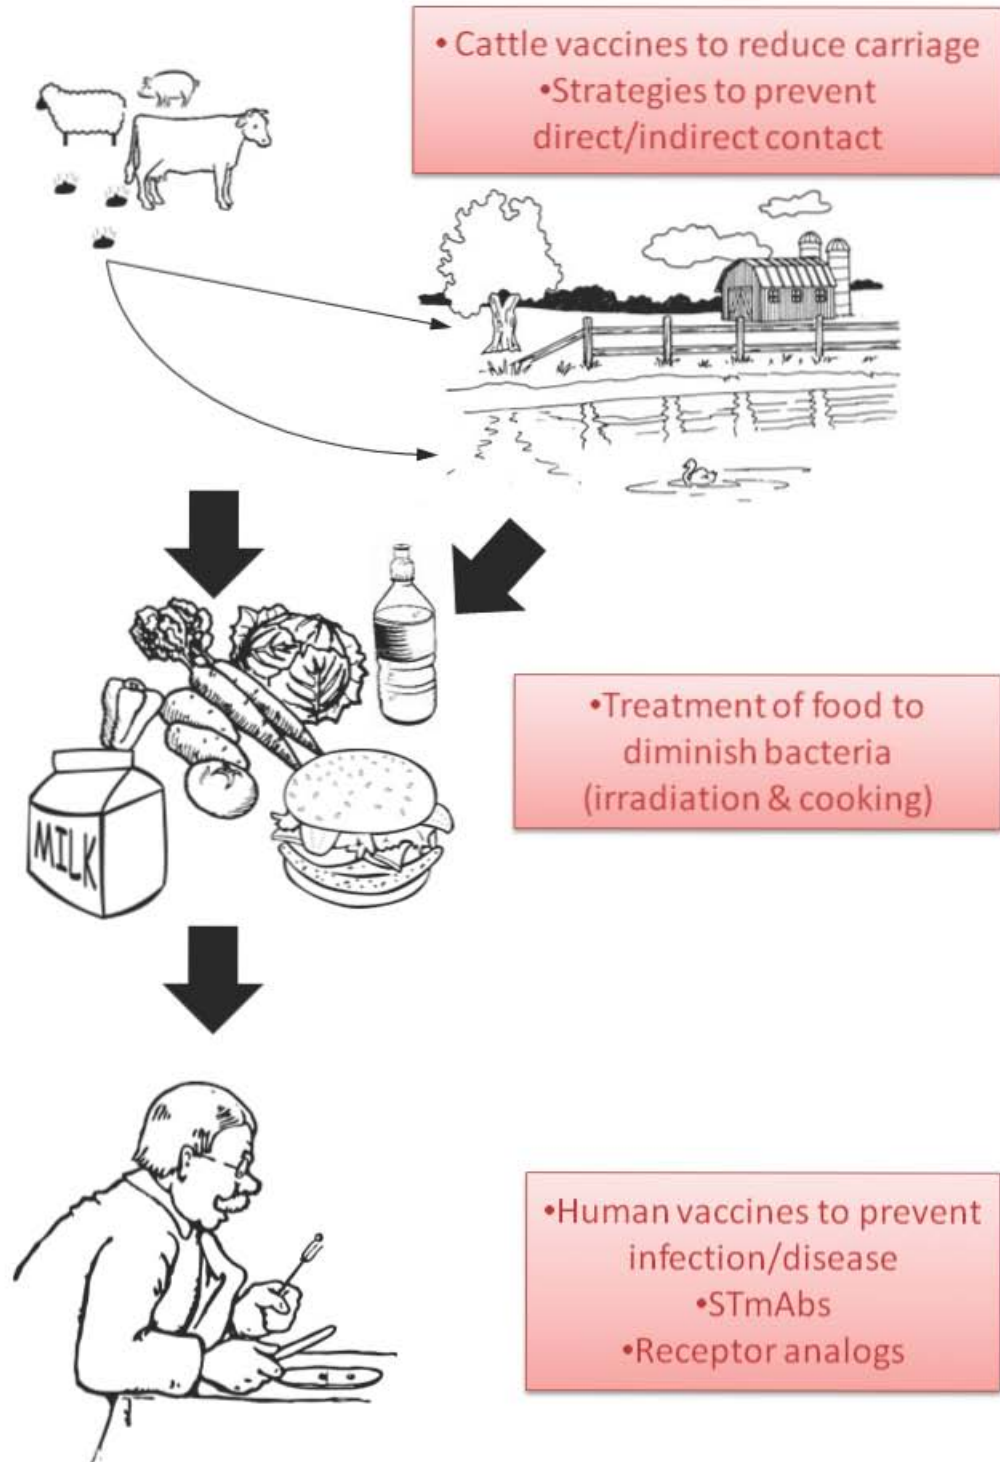 • Cattle vaccines to reduce carriage
•Strategies to prevent
direct/indirect contact
•Treatment of food to
diminish bacteria
(irradiation & cooking)
MILK
•Human vaccines to prevent
infection/disease
•STmAbs
•Receptor analogs